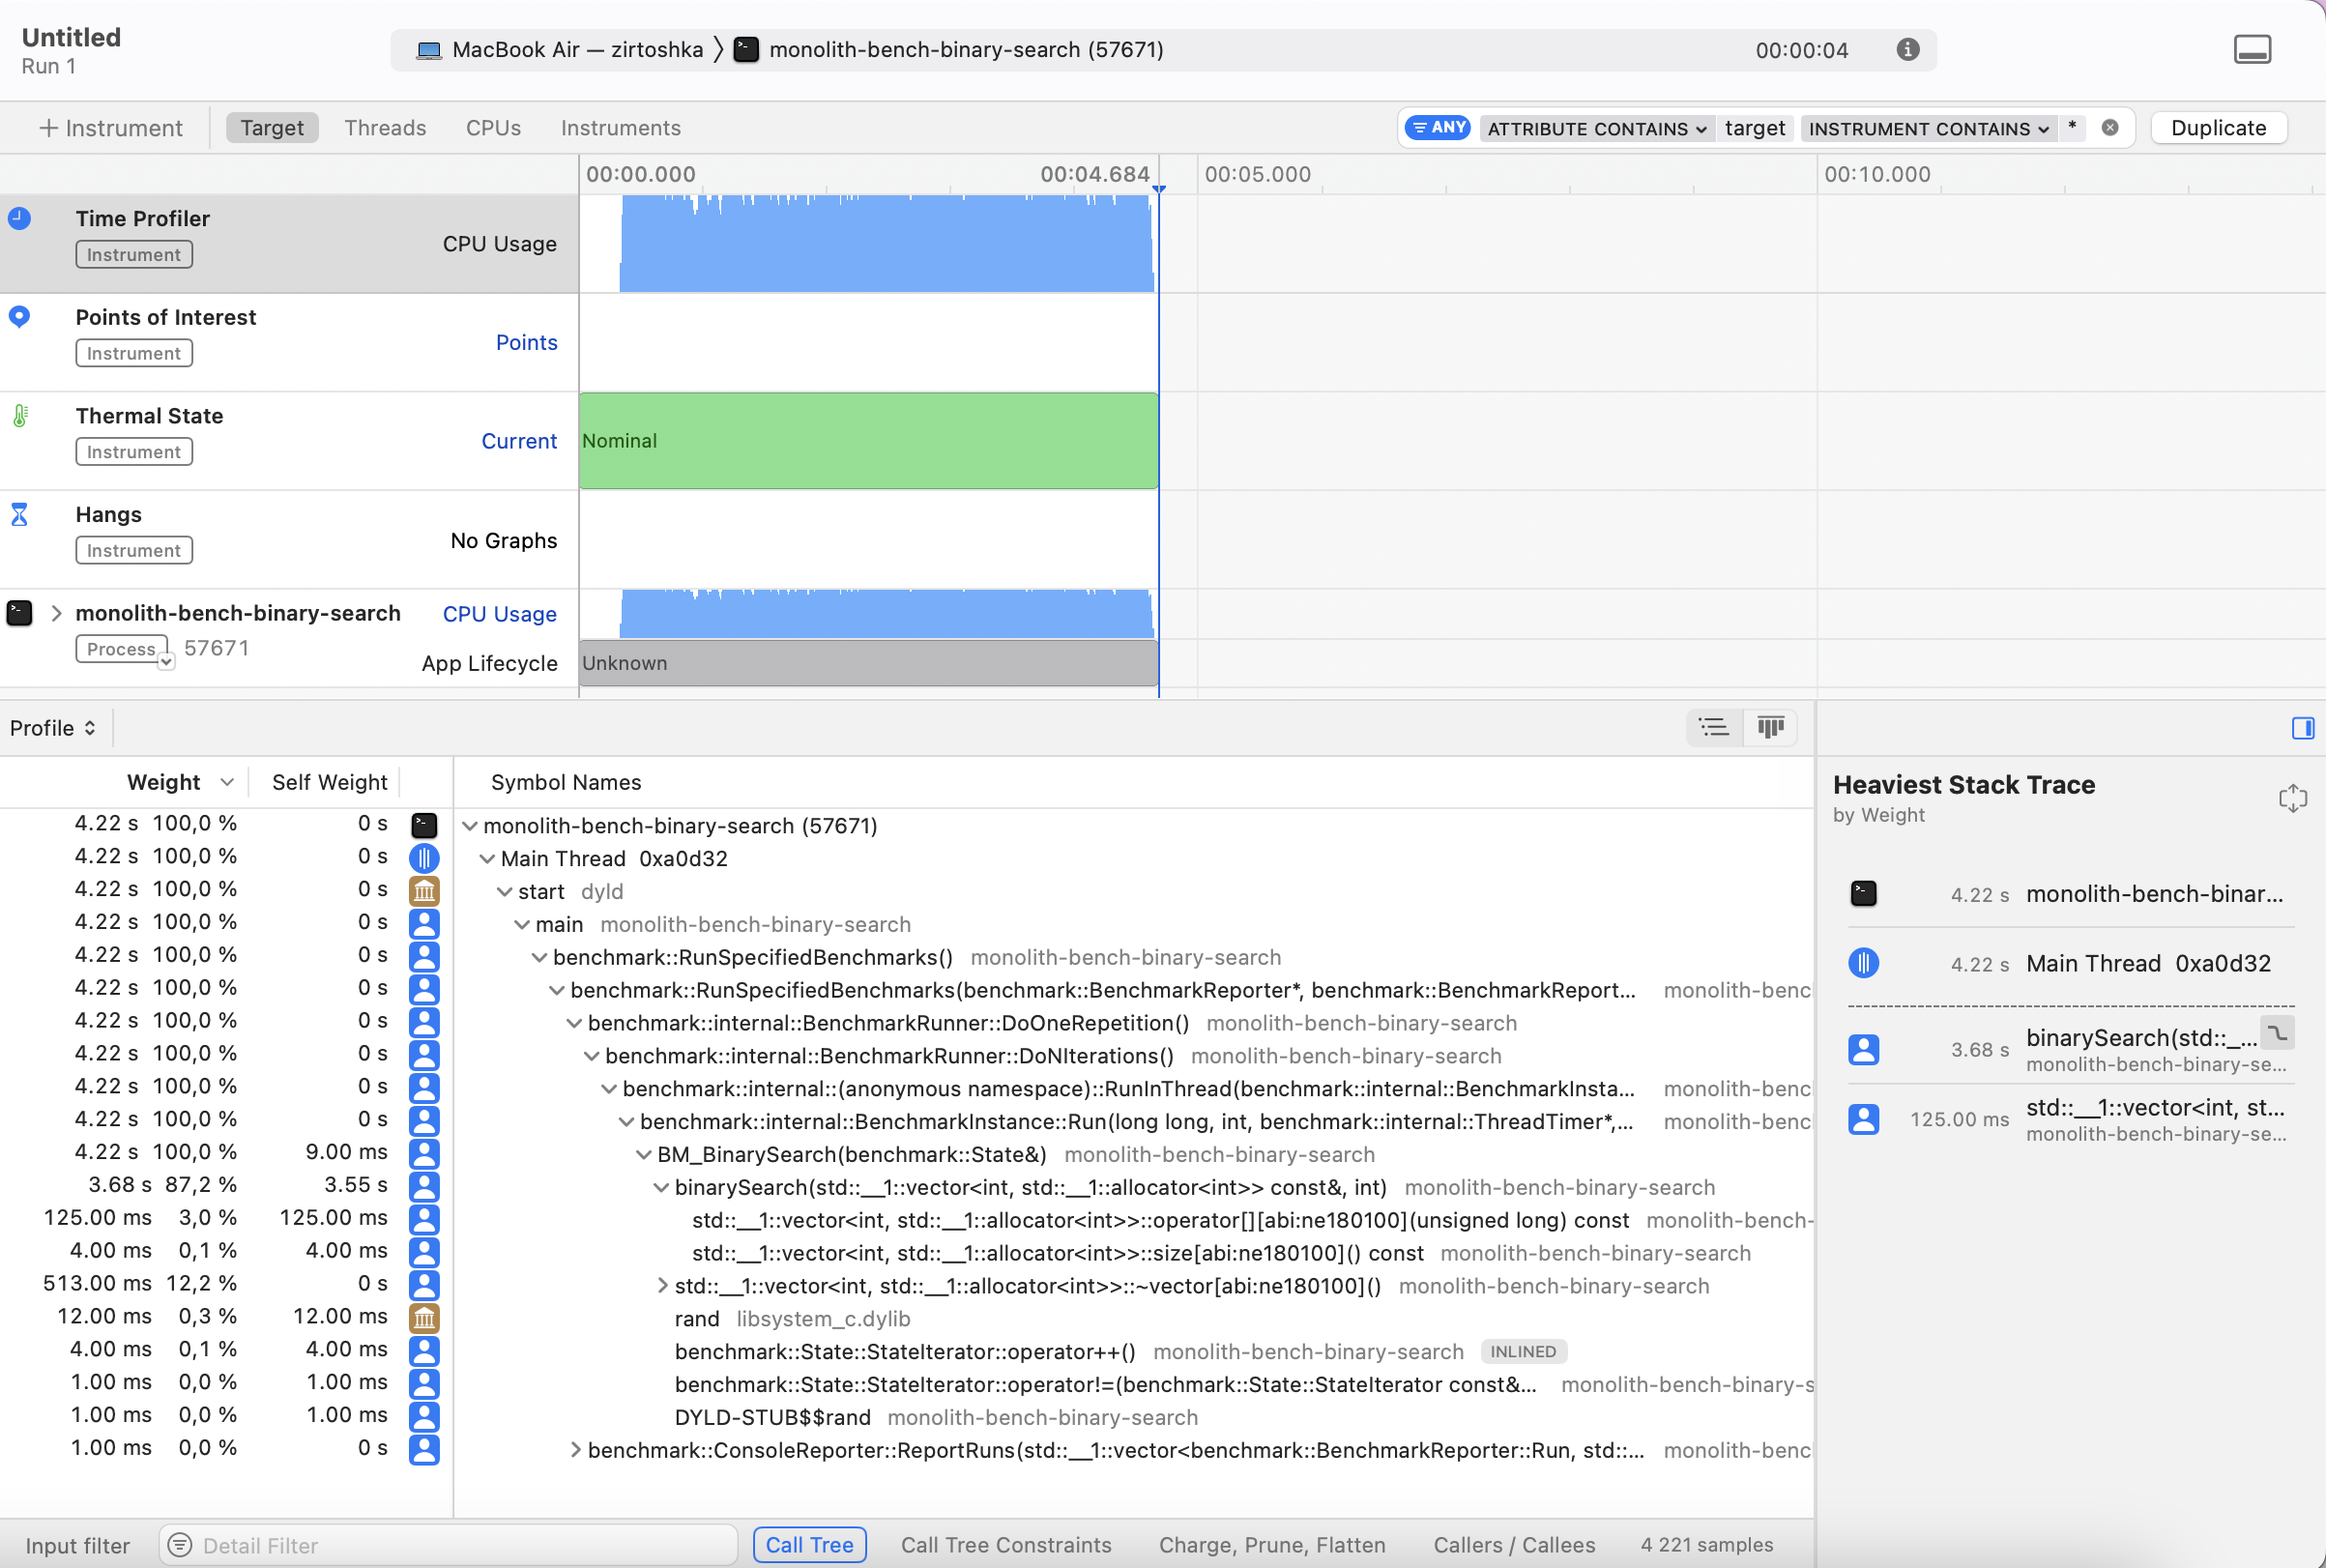 Untitled
Run 1
MacBook Air — zirtoshka 〉 monolith-bench-binary-search (57671) 00:00:04
+ Instrument Target Threads CPUs Instruments ANY ATTRIBUTE CONTAINS target INSTRUMENT CONTAINS * Duplicate
00:00.000 00:04.684 00:05.000 00:10.000
Time Profiler
Instrument
CPU Usage
Points of Interest
Instrument
Points
Thermal State
Instrument
Current
Nominal
Hangs
Instrument
No Graphs
monolith-bench-binary-search CPU Usage
Process 57671
App Lifecycle Unknown
Profile
Weight Self Weight Symbol Names
4.22 s 100,0 % 0 s monolith-bench-binary-search (57671)
4.22 s 100,0 % 0 s Main Thread 0xa0d32
4.22 s 100,0 % 0 s start dyld
4.22 s 100,0 % 0 s main monolith-bench-binary-search
4.22 s 100,0 % 0 s benchmark::RunSpecifiedBenchmarks() monolith-bench-binary-search
4.22 s 100,0 % 0 s benchmark::RunSpecifiedBenchmarks(benchmark::BenchmarkReporter*, benchmark::BenchmarkReport... monolith-benc
4.22 s 100,0 % 0 s benchmark::internal::BenchmarkRunner::DoOneRepetition() monolith-bench-binary-search
4.22 s 100,0 % 0 s benchmark::internal::BenchmarkRunner::DoNIterations() monolith-bench-binary-search
4.22 s 100,0 % 0 s benchmark::internal::(anonymous namespace)::RunInThread(benchmark::internal::BenchmarkInsta... monolith-benc
4.22 s 100,0 % 0 s benchmark::internal::BenchmarkInstance::Run(long long, int, benchmark::internal::ThreadTimer*,... monolith-benc
4.22 s 100,0 % 9.00 ms BM_BinarySearch(benchmark::State&) monolith-bench-binary-search
3.68 s 87,2 % 3.55 s binarySearch(std::__1::vector<int, std::__1::allocator<int>> const&, int) monolith-bench-binary-search
125.00 ms 3,0 % 125.00 ms std::__1::vector<int, std::__1::allocator<int>>::operator[][abi:ne180100](unsigned long) const monolith-bench-
4.00 ms 0,1 % 4.00 ms std::__1::vector<int, std::__1::allocator<int>>::size[abi:ne180100]() const monolith-bench-binary-search
513.00 ms 12,2 % 0 s std::__1::vector<int, std::__1::allocator<int>>::~vector[abi:ne180100]() monolith-bench-binary-search
12.00 ms 0,3 % 12.00 ms rand libsystem_c.dylib
4.00 ms 0,1 % 4.00 ms benchmark::State::StateIterator::operator++() monolith-bench-binary-search INLINED
1.00 ms 0,0 % 1.00 ms benchmark::State::StateIterator::operator!=(benchmark::State::StateIterator const&... monolith-bench-binary-s
1.00 ms 0,0 % 1.00 ms DYLD-STUB$$rand monolith-bench-binary-search
1.00 ms 0,0 % 0 s benchmark::ConsoleReporter::ReportRuns(std::__1::vector<benchmark::BenchmarkReporter::Run, std::... monolith-benc
Heaviest Stack Trace
by Weight
4.22 s monolith-bench-binar...
4.22 s Main Thread 0xa0d32
3.68 s binarySearch(std::_...
monolith-bench-binary-se...
125.00 ms std::__1::vector<int, st...
monolith-bench-binary-se...
Input filter Detail Filter Call Tree Call Tree Constraints Charge, Prune, Flatten Callers / Callees 4 221 samples